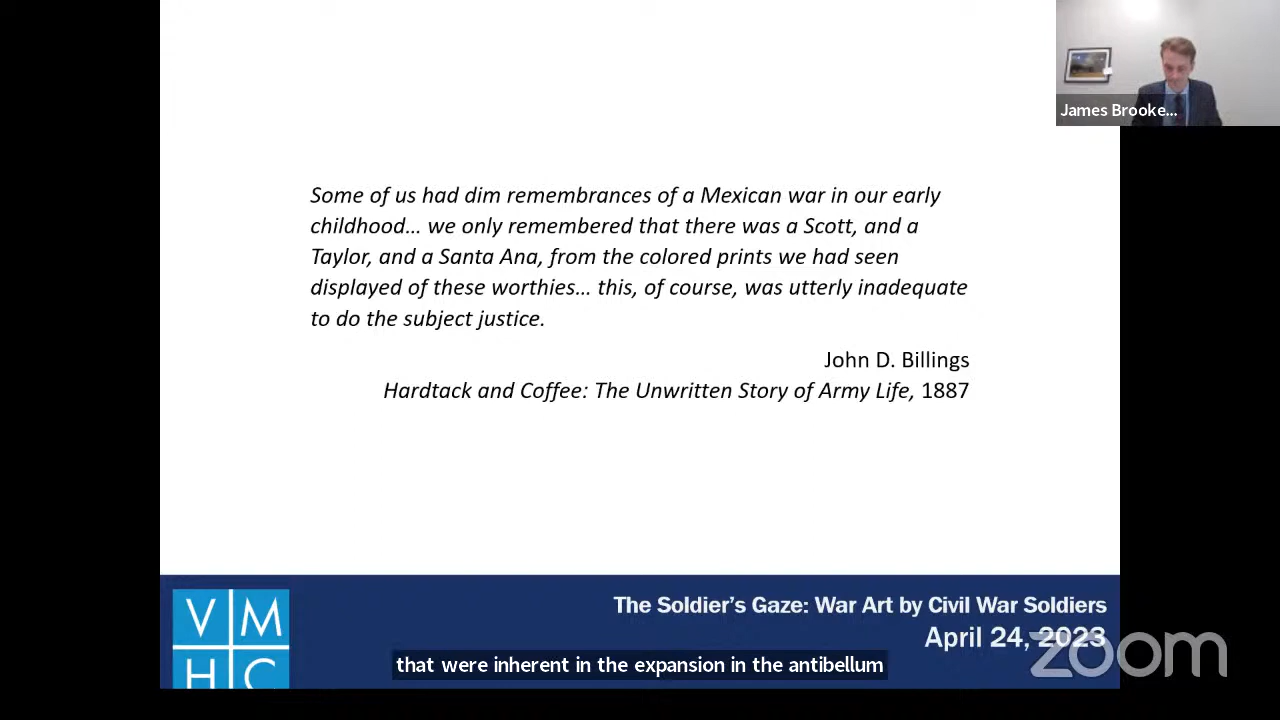 James Brooke...
Some of us had dim remembrances of a Mexican war in our early
childhood... we only remembered that there was a Scott, and a
Taylor, and a Santa Ana, from the colored prints we had seen
displayed of these worthies... this, of course, was utterly inadequate
to do the subject justice.
John D. Billings
Hardtack and Coffee: The Unwritten Story of Army Life, 1887
VM
HC
The Soldier's Gaze: War Art by Civil War Soldiers
April 24, 2023
zoom
that were inherent in the expansion in the antibellum